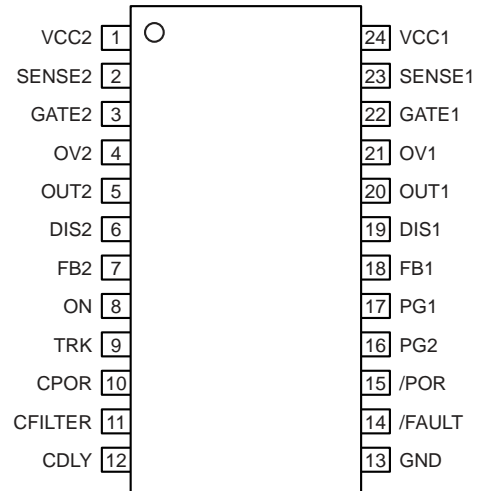 VCC2 1 24 VCC1
SENSE2 2 23 SENSE1
GATE2 3 22 GATE1
OV2 4 21 OV1
OUT2 5 20 OUT1
DIS2 6 19 DIS1
FB2 7 18 FB1
ON 8 17 PG1
TRK 9 16 PG2
CPOR 10 15 /POR
CFILTER 11 14 /FAULT
CDLY 12 13 GND